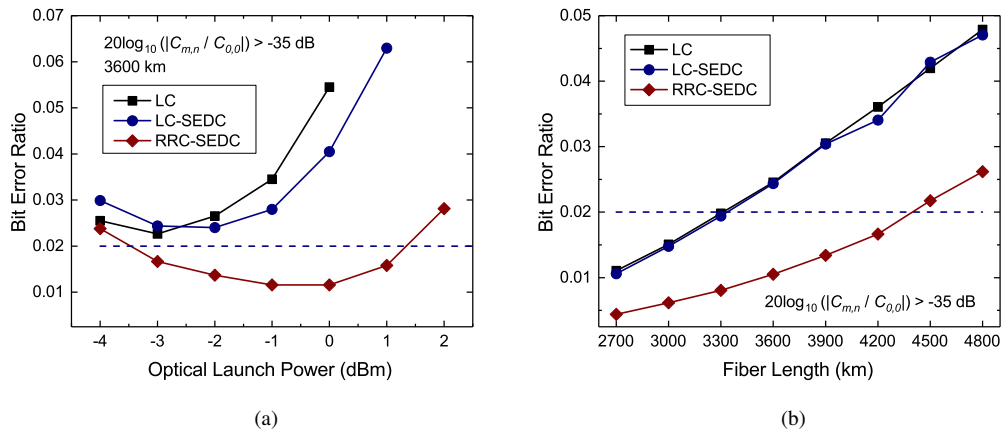 0.07
0.06
0.05
0.04
0.03
0.02
0.01
Bit Error Ratio
20log10 (|Cm,n / C0,0|) > -35 dB
3600 km
LC
LC-SEDC
RRC-SEDC
-4 -3 -2 -1 0 1 2
Optical Launch Power (dBm)
(a)
0.05
0.04
0.03
0.02
0.01
Bit Error Ratio
LC
LC-SEDC
RRC-SEDC
20log10 (|Cm,n / C0,0|) > -35 dB
2700 3000 3300 3600 3900 4200 4500 4800
Fiber Length (km)
(b)